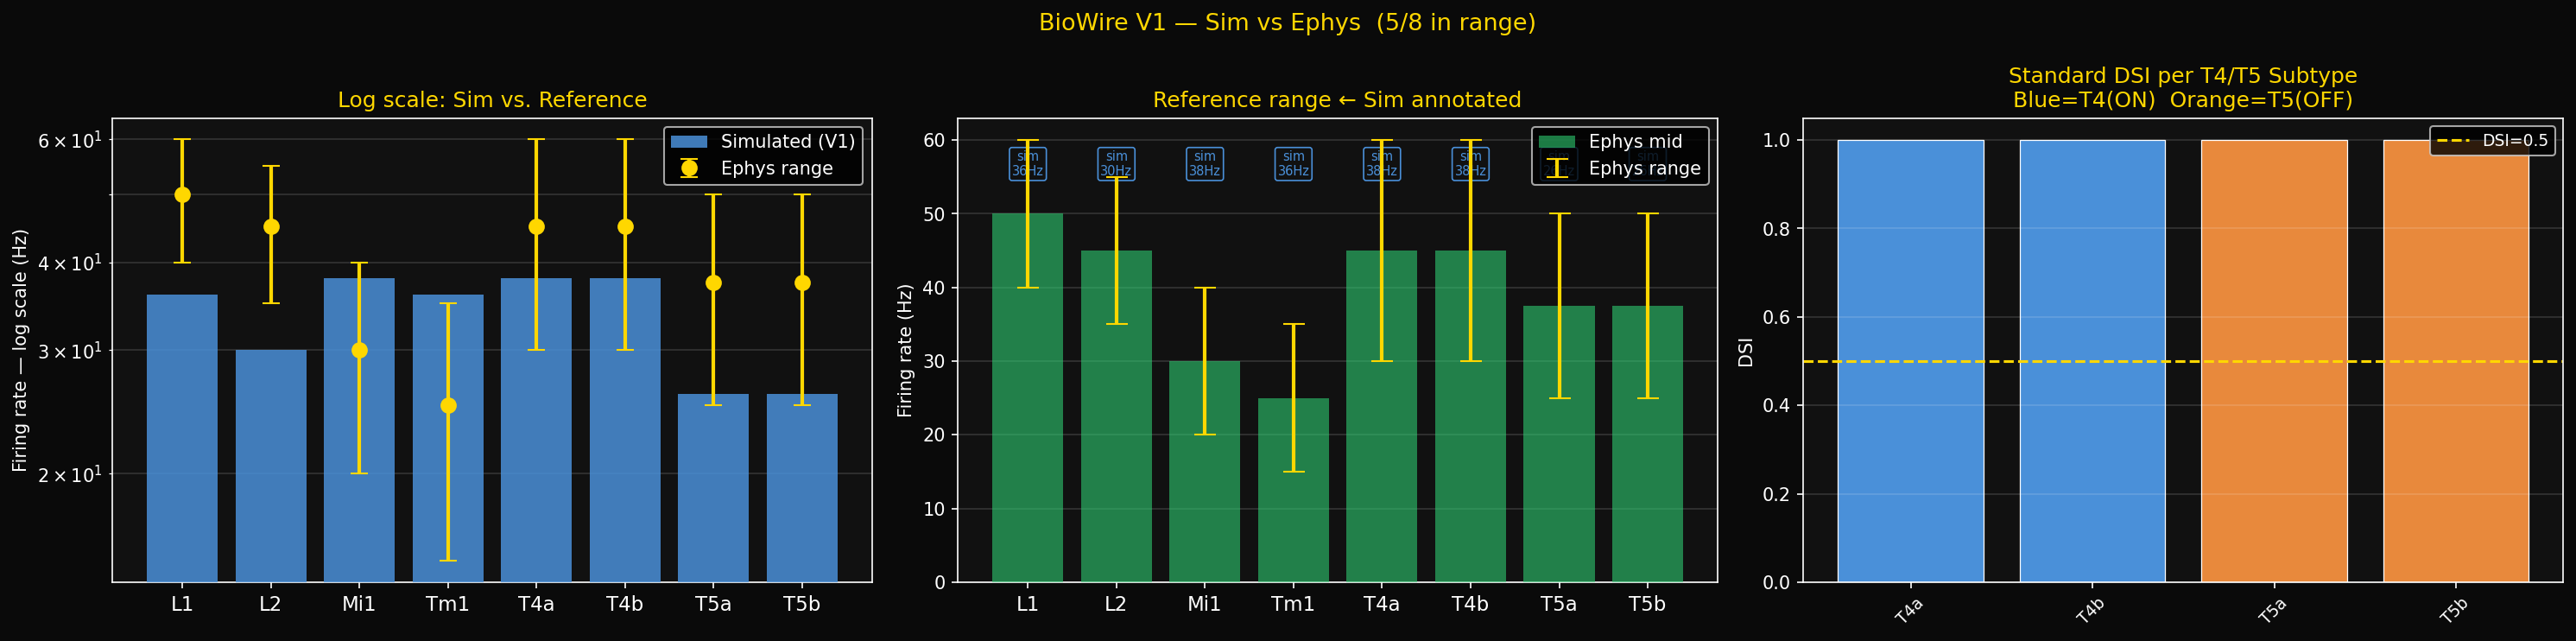 BioWire V1 — Sim vs Ephys (5/8 in range)
Log scale: Sim vs. Reference
Firing rate — log scale (Hz)
6 × 10¹
4 × 10¹
3 × 10¹
2 × 10¹
Simulated (V1)
Ephys range
L1 L2 Mi1 Tm1 T4a T4b T5a T5b
Reference range ← Sim annotated
Firing rate (Hz)
60
50
40
30
20
10
0
sim
36Hz
sim
30Hz
sim
38Hz
sim
36Hz
sim
38Hz
sim
38Hz
Ephys mid
Ephys range
L1 L2 Mi1 Tm1 T4a T4b T5a T5b
Standard DSI per T4/T5 Subtype
Blue=T4(ON) Orange=T5(OFF)
DSI
1.0
0.8
0.6
0.4
0.2
0.0
DSI=0.5
T4a T4b T5a T5b